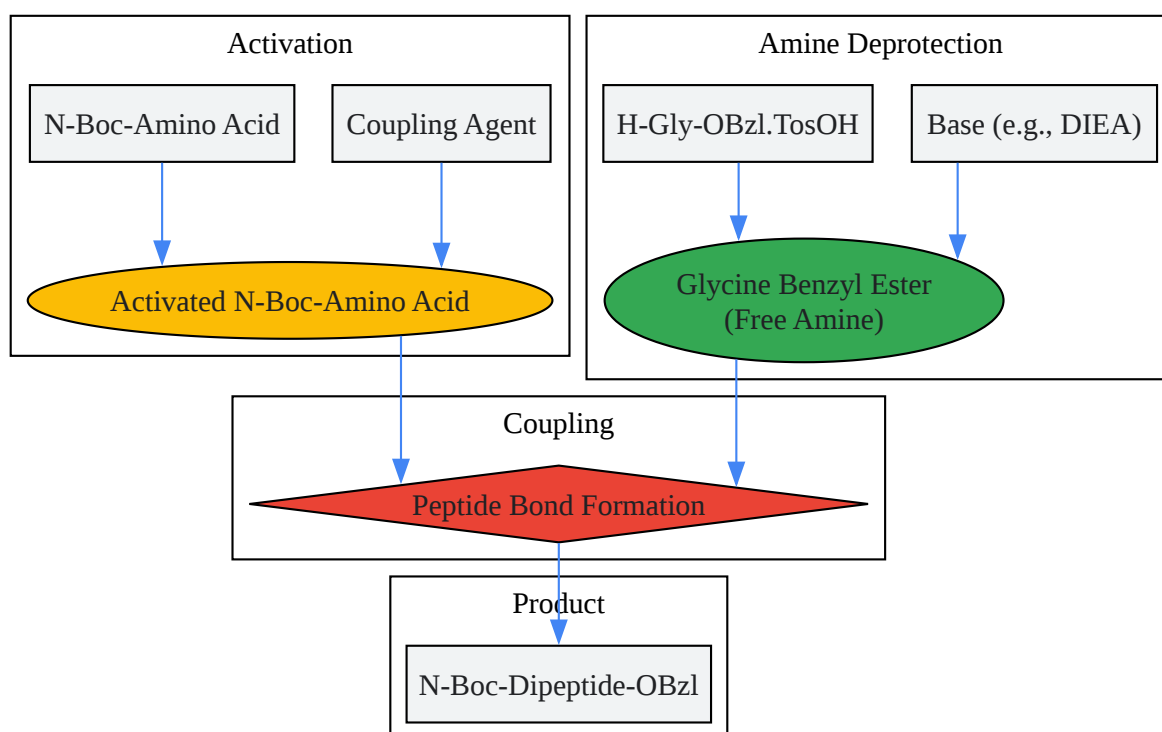 Activation
Amine Deprotection
N-Boc-Amino Acid
Coupling Agent
H-Gly-OBzl.TosOH
Base (e.g., DIEA)
Activated N-Boc-Amino Acid
Glycine Benzyl Ester
(Free Amine)
Coupling
Peptide Bond Formation
Product
N-Boc-Dipeptide-OBzl